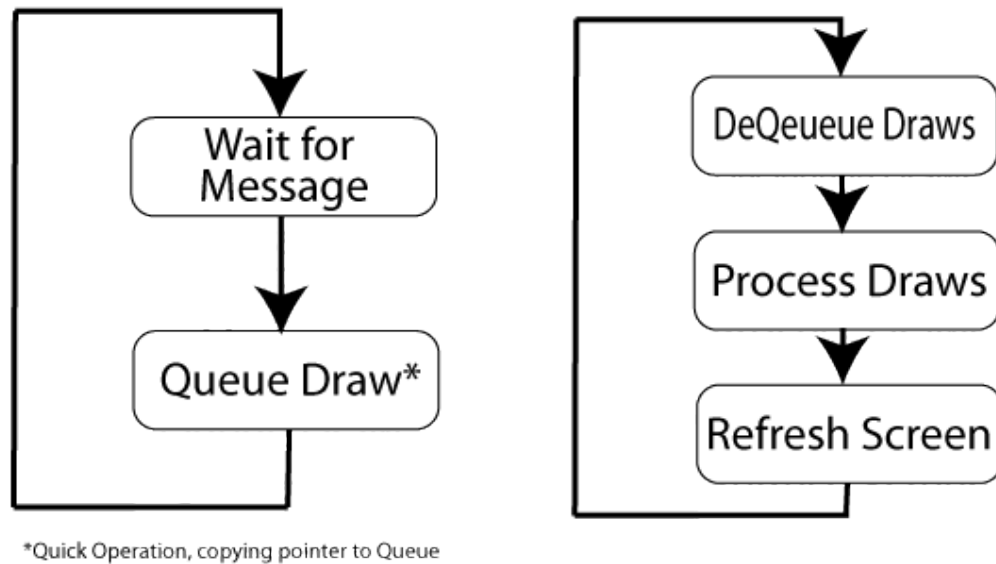 Wait for
Message
Queue Draw*
*Quick Operation, copying pointer to Queue
DeQeueue Draws
Process Draws
Refresh Screen